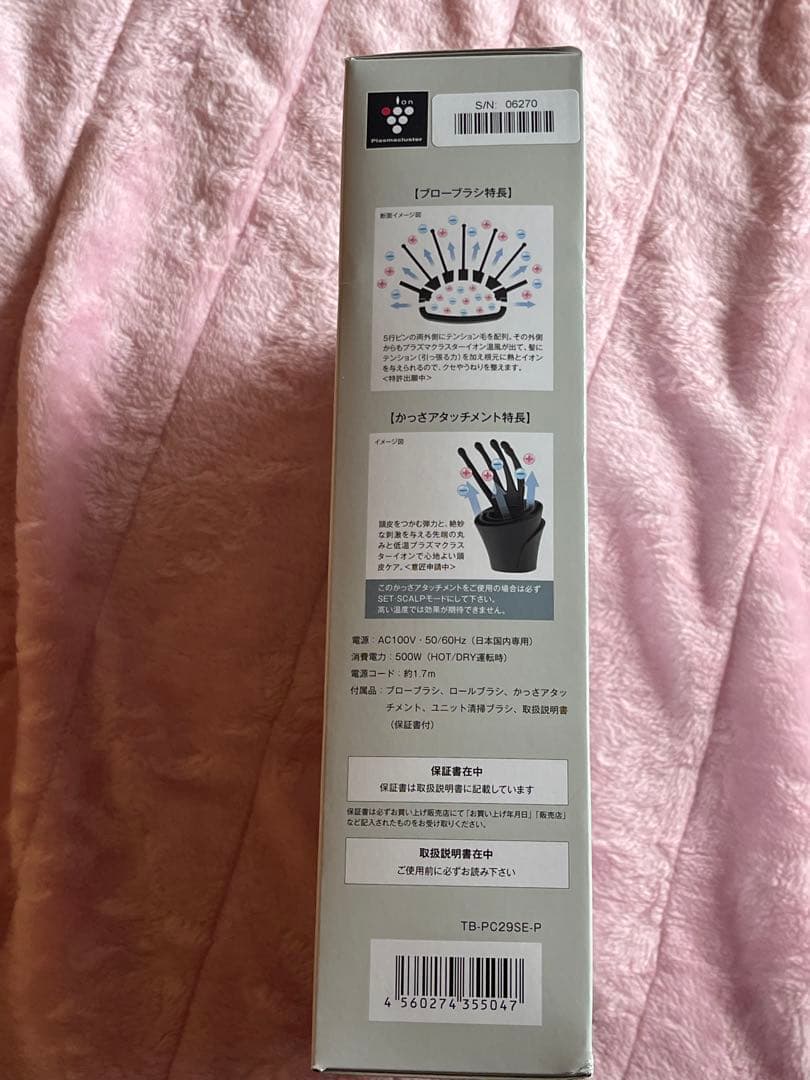 Ion
Plasmacluster
S/N: 06270
【ブローブラシ特長】
断面イメージ図
5行ピンの両外側にテンション毛を配列。その外側
からもプラズマクラスターイオン温風が出て、髪に
テンション（引っ張る力）を加え根元に熱とイオン
を与えられるので、クセやうねりを整えます。
＜特許出願中＞
【かっさアタッチメント特長】
イメージ図
頭皮をつかむ弾力と、絶妙
な刺激を与える先端の丸
みと低温プラズマクラス
ターイオンで心地よい頭
皮ケア。＜意匠申請中＞
このかっさアタッチメントをご使用の場合は必ず
SET･SCALPモードにして下さい。
高い温度では効果が期待できません。
電源：AC100V・50/60Hz（日本国内専用）
消費電力：500W（HOT/DRY運転時）
電源コード：約1.7m
付属品：ブローブラシ、ロールブラシ、かっさアタッ
チメント、ユニット清掃ブラシ、取扱説明書
（保証書付）
保証書在中
保証書は取扱説明書に記載しています
保証書は必ずお買い上げ販売店にて「お買い上げ年月日」「販売店」
など記入されたものをお受け取りください。
取扱説明書在中
ご使用前に必ずお読み下さい
TB-PC29SE-P
4 560274 355047